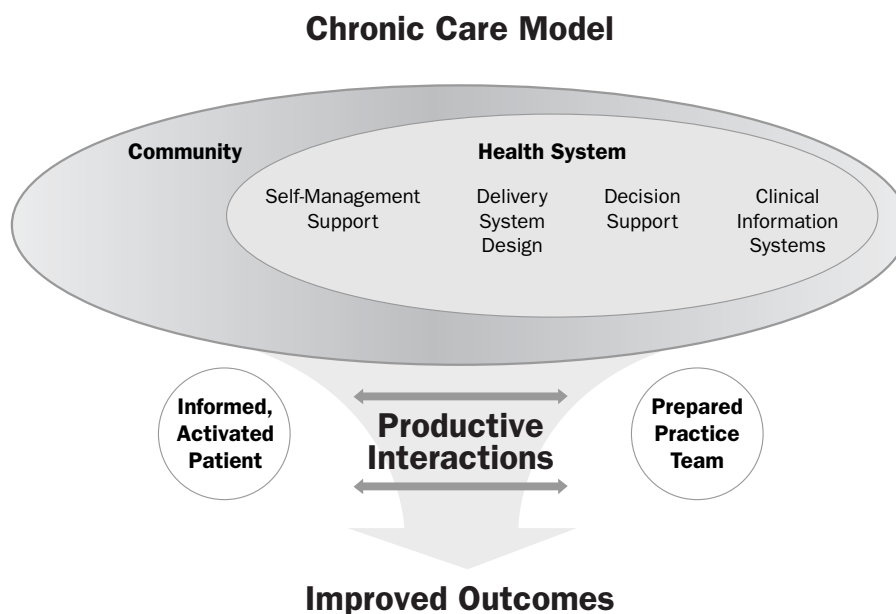 Chronic Care Model
Community
Health System
Self-Management
Support
Delivery
System
Design
Decision
Support
Clinical
Information
Systems
Informed,
Activated
Patient
Productive
Interactions
Prepared
Practice
Team
Improved Outcomes